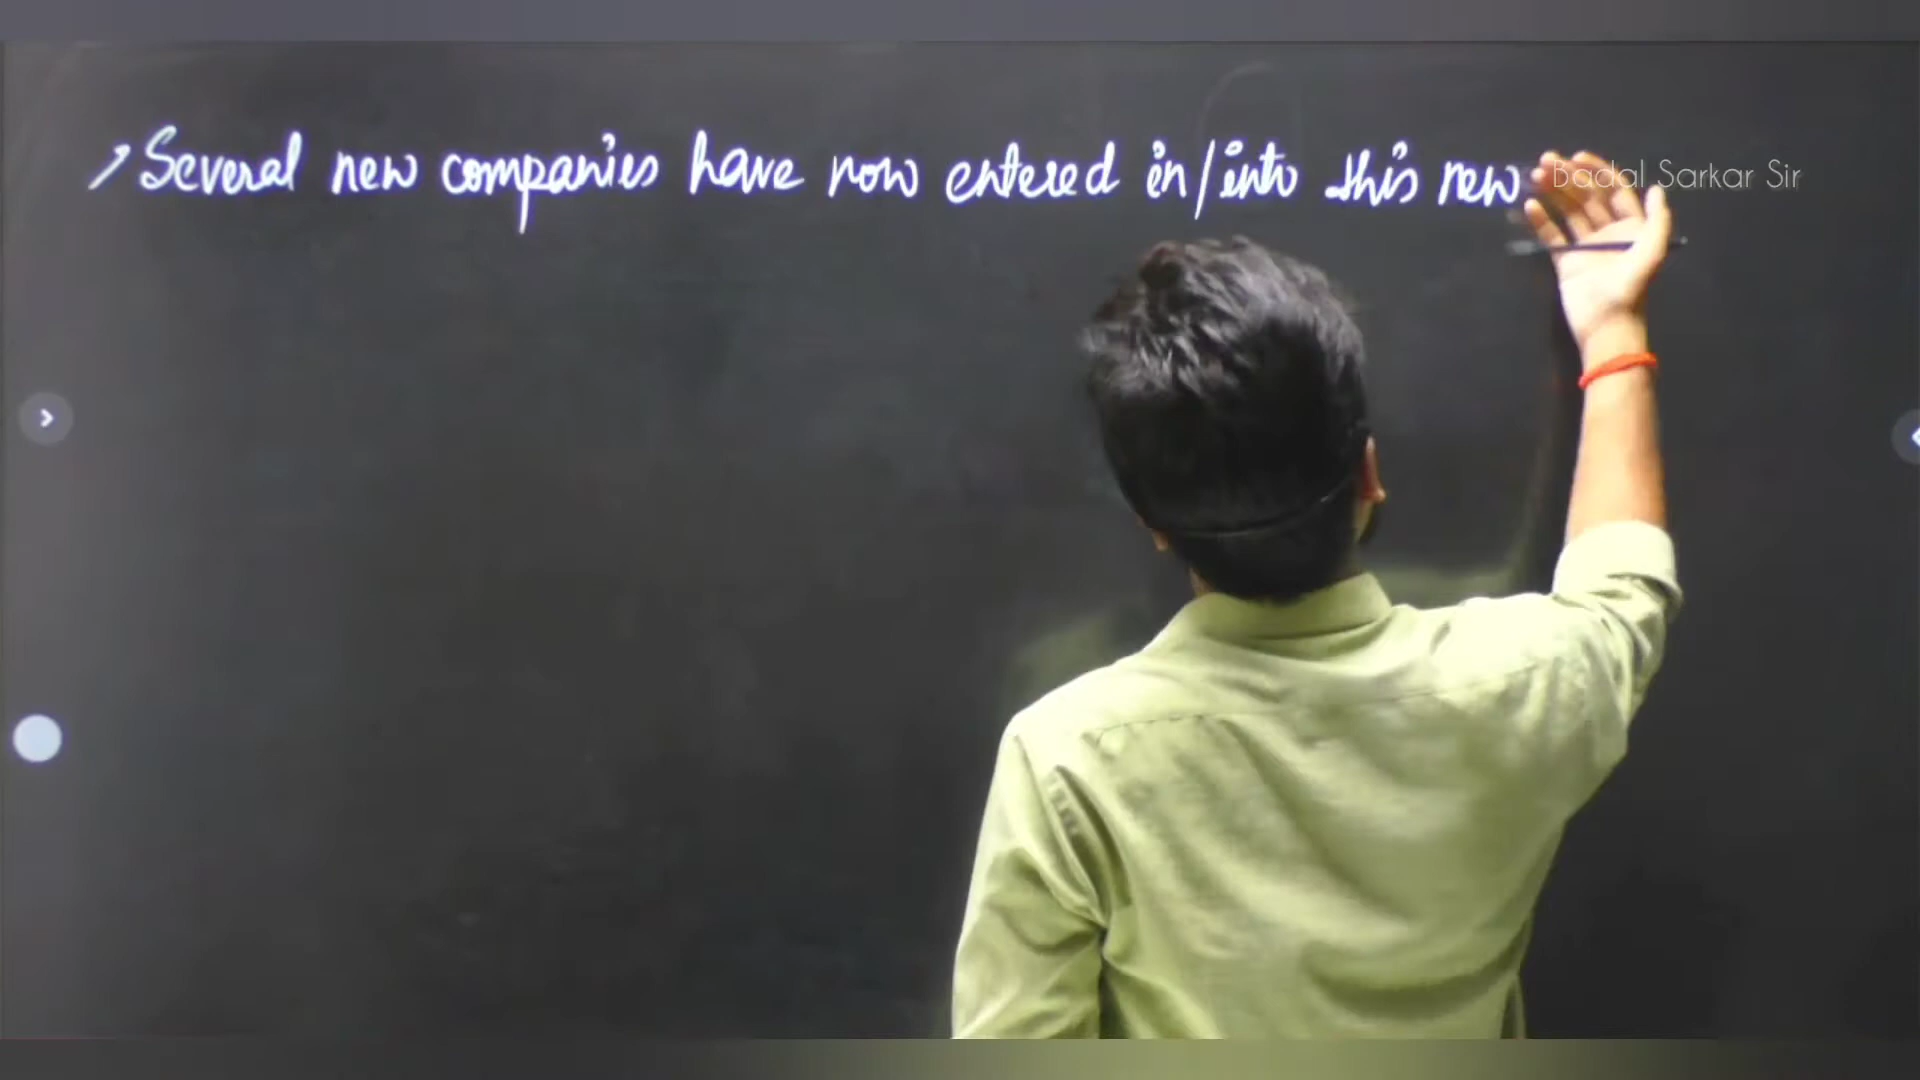 Several new companies have now entered in/into this new
Badal Sarkar Sir